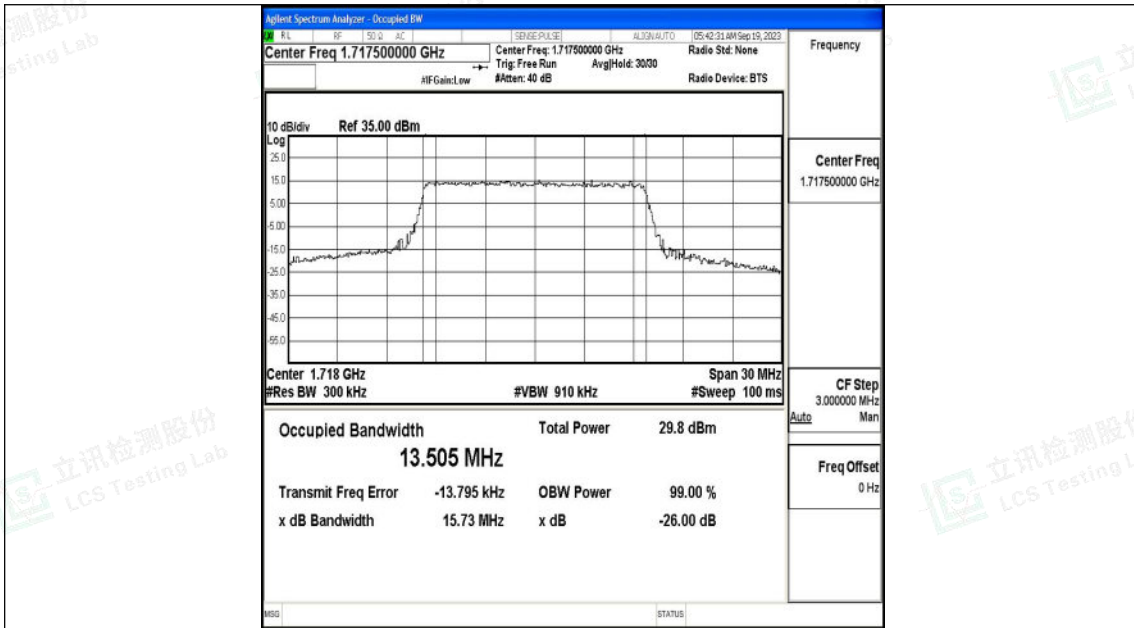 Agilent Spectrum Analyzer - Occupied BW
RL RF 50 Ω AC SENSE:PULSE ALIGNAUTO 05:42:31 AM Sep 19, 2023
Center Freq 1.717500000 GHz
Center Freq: 1.717500000 GHz
Radio Std: None
Trig: Free Run Avg|Hold: 30/30
#IFGain:Low #Atten: 40 dB Radio Device: BTS
10 dB/div Ref 35.00 dBm
Log
25.0
15.0
5.00
-5.00
-15.0
-25.0
-35.0
-45.0
-55.0
Center 1.718 GHz Span 30 MHz
#Res BW 300 kHz #VBW 910 kHz #Sweep 100 ms
Occupied Bandwidth Total Power 29.8 dBm
13.505 MHz
Transmit Freq Error -13.795 kHz OBW Power 99.00 %
x dB Bandwidth 15.73 MHz x dB -26.00 dB
MSG STATUS
Frequency
Center Freq
1.717500000 GHz
CF Step
3.000000 MHz
Auto Man
Freq Offset
0 Hz
测股份
sting Lab
立
立讯检测股份
LCS Testing Lab
立讯检测股份
LCS Testing L